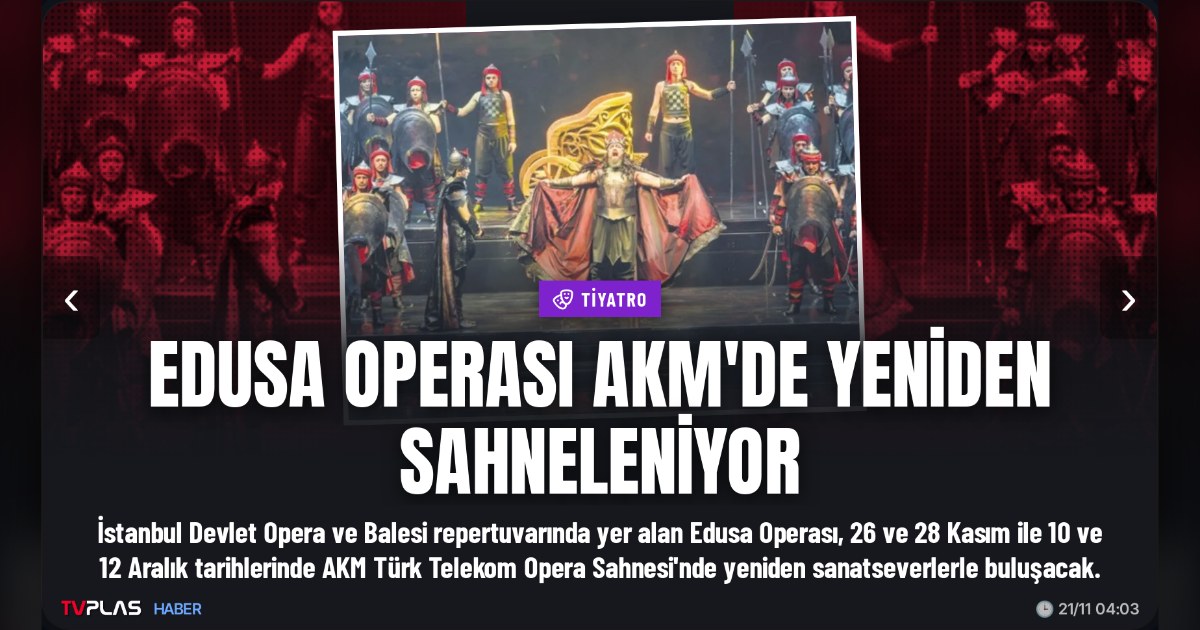 TİYATRO
EDUSA OPERASI AKM'DE YENİDEN
SAHNELENİYOR
İstanbul Devlet Opera ve Balesi repertuvarında yer alan Edusa Operası, 26 ve 28 Kasım ile 10 ve
12 Aralık tarihlerinde AKM Türk Telekom Opera Sahnesi'nde yeniden sanatseverlerle buluşacak.
TVPLAS HABER
21/11 04:03